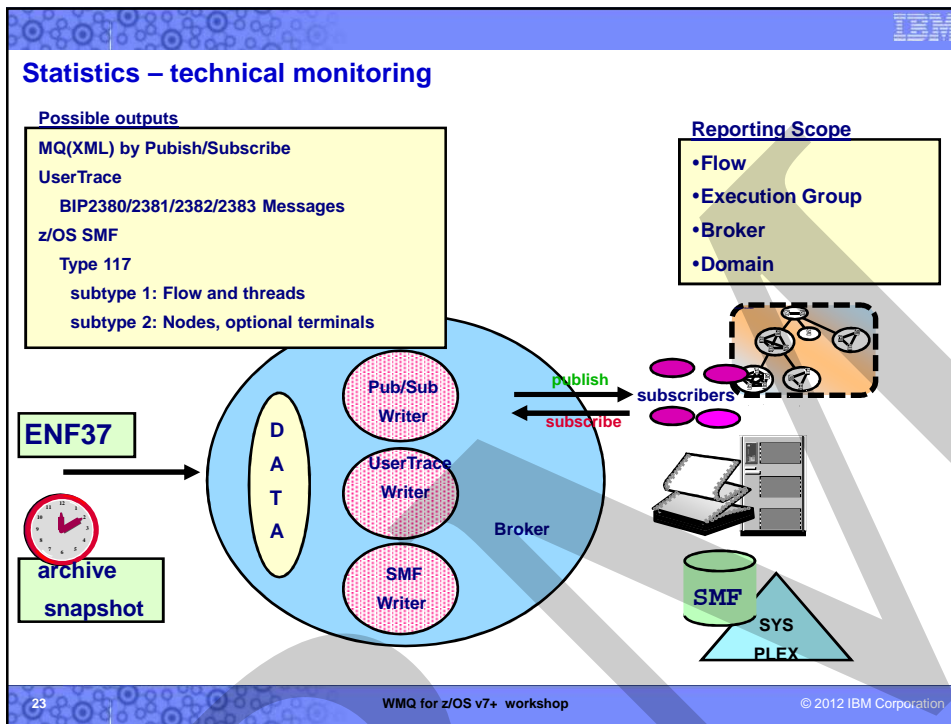 IBM
Statistics – technical monitoring
Possible outputs
MQ(XML) by Pubish/Subscribe
UserTrace
BIP2380/2381/2382/2383 Messages
z/OS SMF
Type 117
subtype 1: Flow and threads
subtype 2: Nodes, optional terminals
Reporting Scope
•Flow
•Execution Group
•Broker
•Domain
ENF37
archive
snapshot
D
A
T
A
Pub/Sub
Writer
UserTrace
Writer
SMF
Writer
Broker
publish
subscribers
subscribe
SMF
SYS
PLEX
23
WMQ for z/OS v7+ workshop
© 2012 IBM Corporation